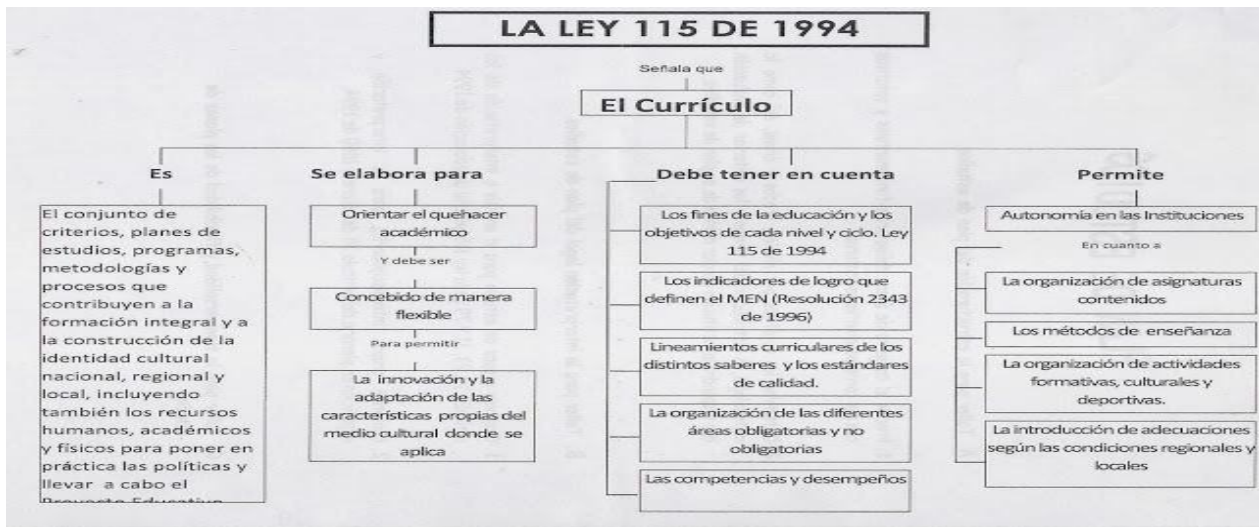 LA LEY 115 DE 1994
Señala que
El Currículo
Es
El conjunto de
criterios, planes de
estudios, programas,
metodologías y
procesos que
contribuyen a la
formación integral y a
la construcción de la
identidad cultural
nacional, regional y
local, incluyendo
también los recursos
humanos, académicos
y físicos para poner en
práctica las políticas y
llevar a cabo el
Proyecto Educativo
Se elabora para
Orientar el quehacer
académico
Y debe ser
Concebido de manera
flexible
Para permitir
La innovación y la
adaptación de las
características propias del
medio cultural donde se
aplica
Debe tener en cuenta
Los fines de la educación y los
objetivos de cada nivel y ciclo. Ley
115 de 1994
Los indicadores de logro que
definen el MEN (Resolución 2343
de 1996)
Lineamientos curriculares de los
distintos saberes y los estándares
de calidad.
La organización de las diferentes
áreas obligatorias y no
obligatorias
Las competencias y desempeños
Permite
Autonomía en las Instituciones
En cuanto a
La organización de asignaturas
contenidos
Los métodos de enseñanza
La organización de actividades
formativas, culturales y
deportivas.
La introducción de adecuaciones
según las condiciones regionales y
locales